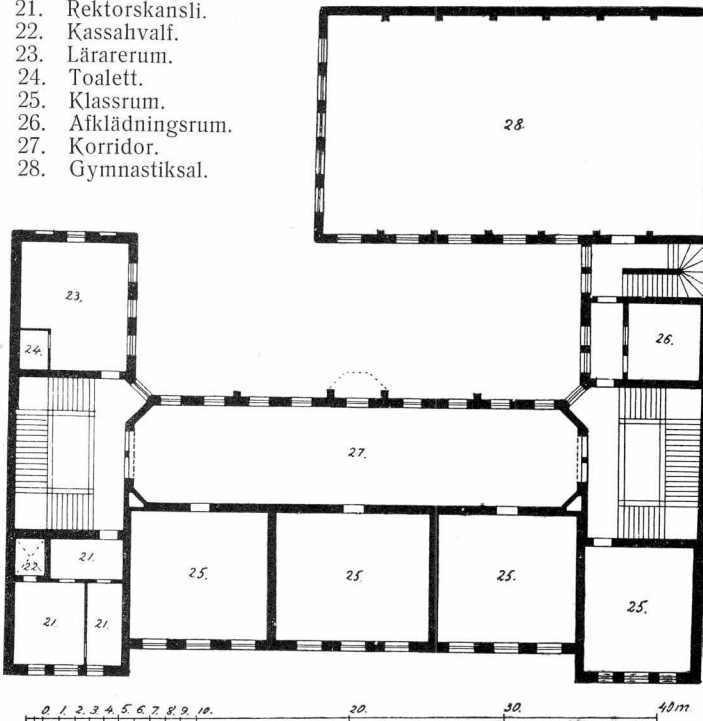 21. Rektorskansli.
22. Kassahvalf.
23. Lärarerum.
24. Toalett.
25. Klassrum.
26. Afklädningsrum.
27. Korridor.
28. Gymnastiksal.
28.
23.
24.
26.
27.
22
21.
25.
25.
25.
25.
21.
21.
0. 1. 2. 3. 4. 5. 6. 7. 8. 9. 10. 20. 30. 40 m